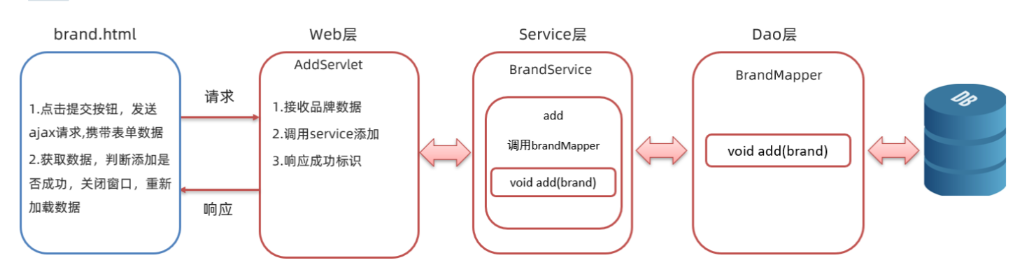 brand.html
1.点击提交按钮，发送
ajax请求,携带表单数据
2.获取数据，判断添加是
否成功，关闭窗口，重新
加载数据
请求
响应
Web层
AddServlet
1.接收品牌数据
2.调用service添加
3.响应成功标识
Service层
BrandService
add
调用brandMapper
void add(brand)
Dao层
BrandMapper
void add(brand)
DB